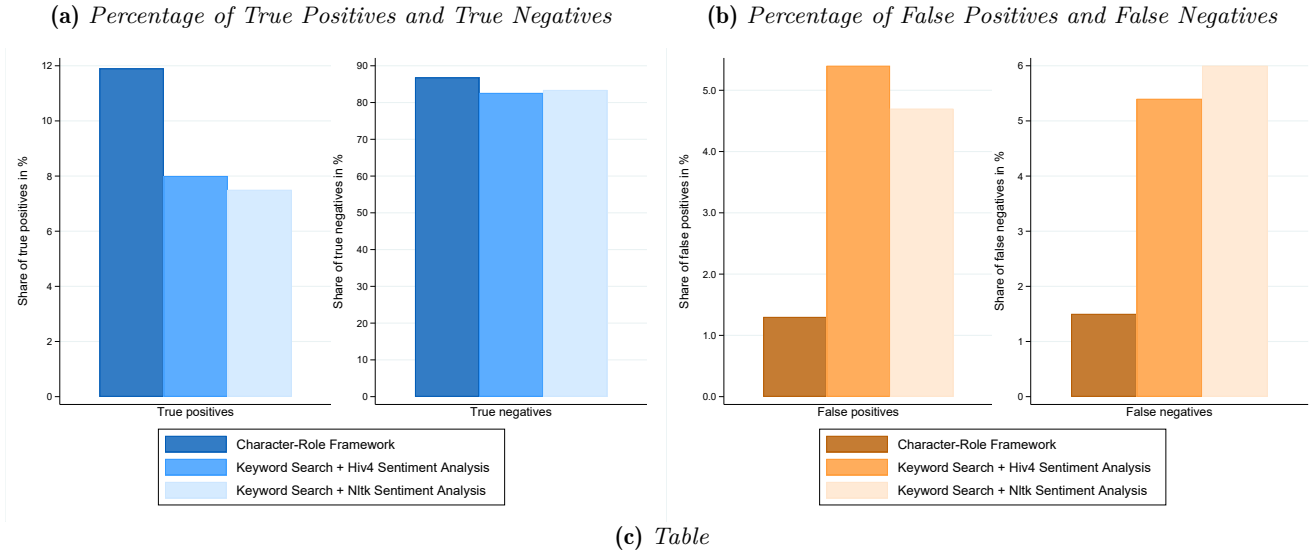 (a) Percentage of True Positives and True Negatives
Share of true positives in %
12
10
8
6
4
2
0
True positives
Share of true negatives in %
90
80
70
60
50
40
30
20
10
0
True negatives
Character-Role Framework
Keyword Search + Hiv4 Sentiment Analysis
Keyword Search + Nltk Sentiment Analysis
(b) Percentage of False Positives and False Negatives
Share of false positives in %
5.0
4.0
3.0
2.0
1.0
0.0
False positives
Share of false negatives in %
6
5
4
3
2
1
0
False negatives
Character-Role Framework
Keyword Search + Hiv4 Sentiment Analysis
Keyword Search + Nltk Sentiment Analysis
(c) Table